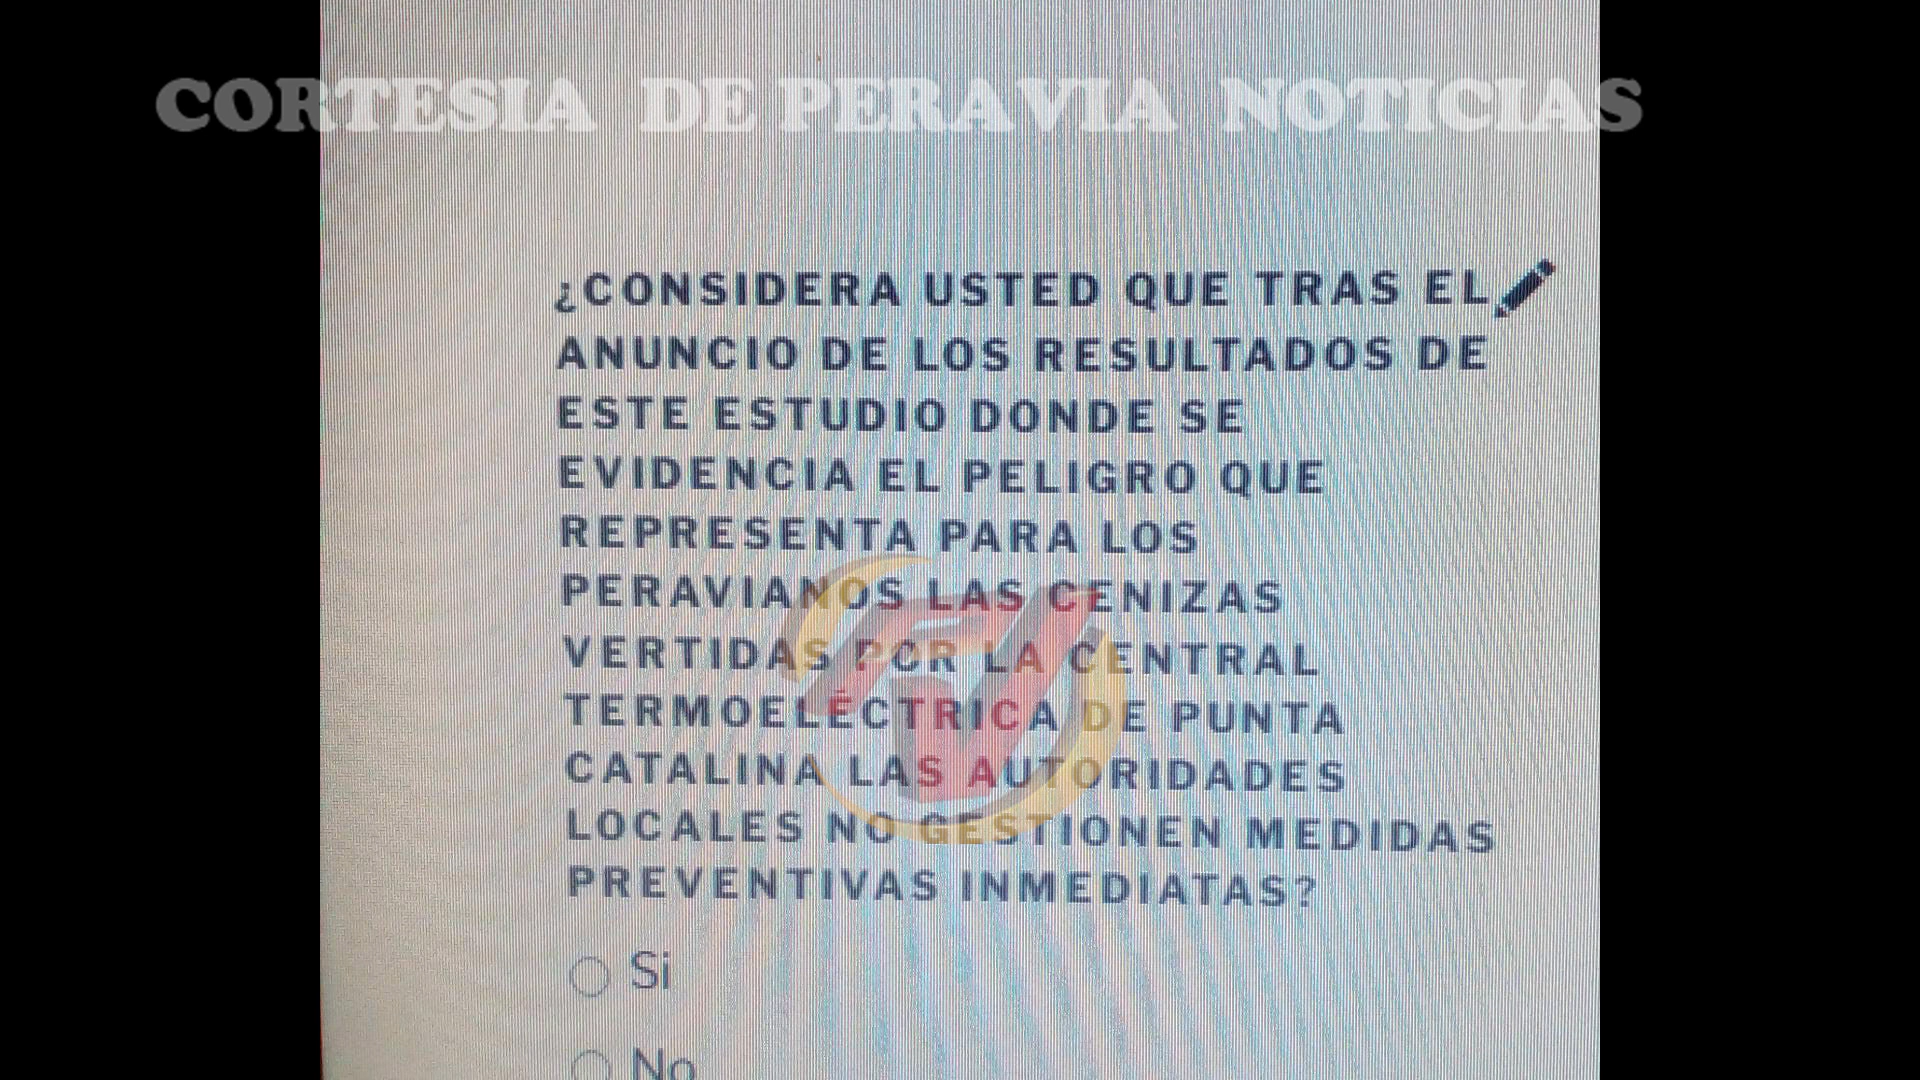 CORTESIA DE PERAVIA NOTICIAS
¿CONSIDERA USTED QUE TRAS EL
ANUNCIO DE LOS RESULTADOS DE
ESTE ESTUDIO DONDE SE
EVIDENCIA EL PELIGRO QUE
REPRESENTA PARA LOS
PERAVIANOS LAS CENIZAS
VERTIDAS POR LA CENTRAL
TERMOELÉCTRICA DE PUNTA
CATALINA LAS AUTORIDADES
LOCALES NO GESTIONEN MEDIDAS
PREVENTIVAS INMEDIATAS?
Si
No